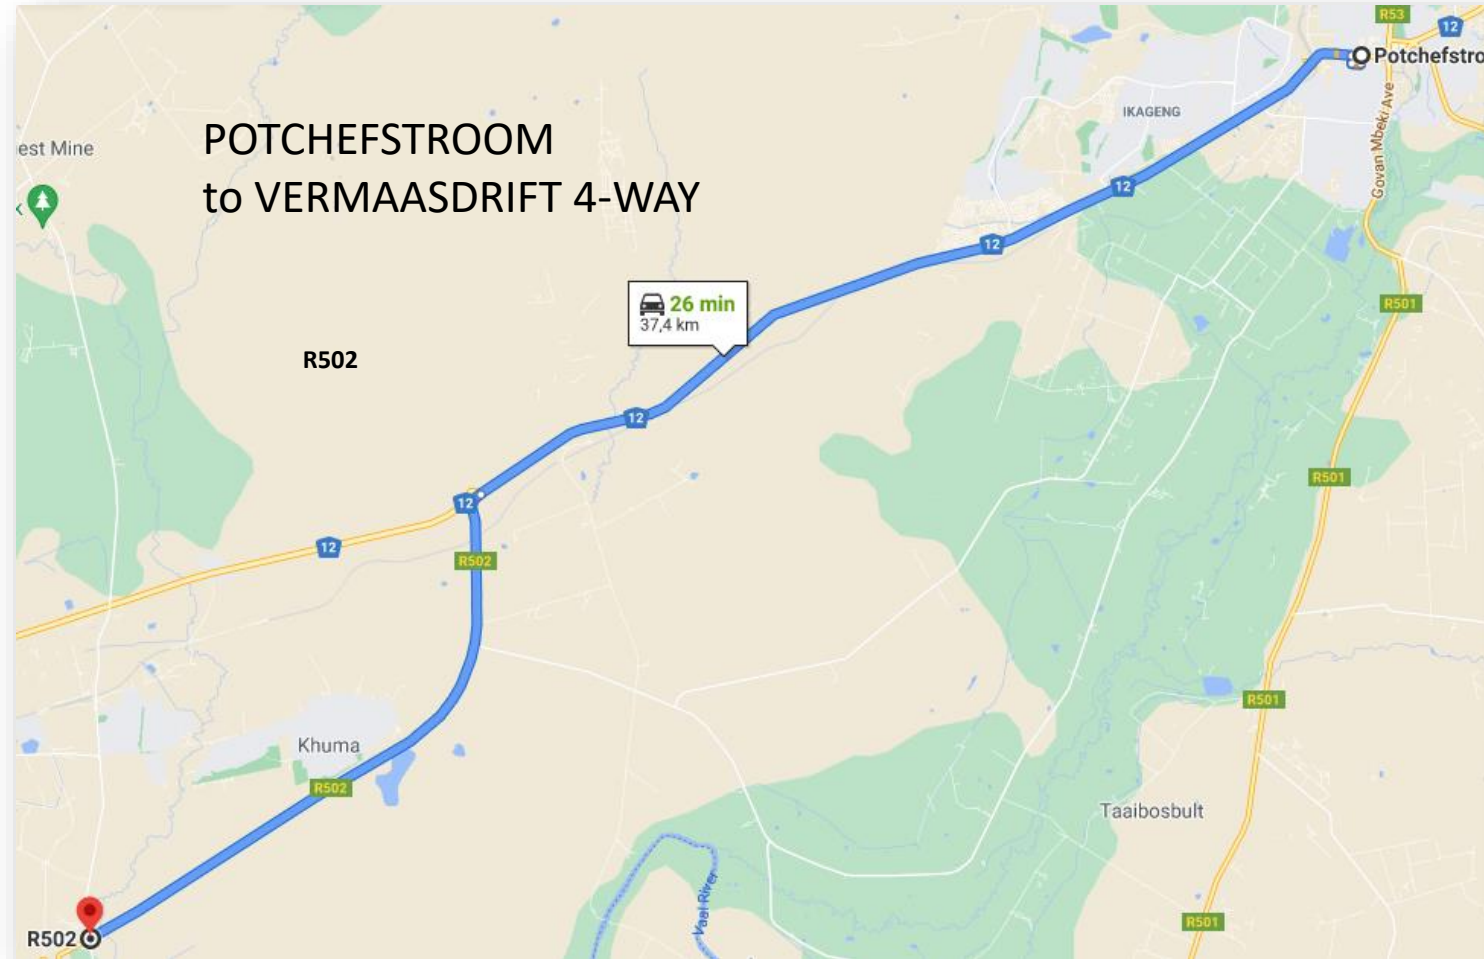 R53
12
Potchefstro
est Mine
POTCHEFSTROOM
to VERMAASDRIFT 4-WAY
IKAGENG
Govan Mbeki Ave
12
12
26 min
37,4 km
R501
R502
12
R501
12
12
R502
R501
Khuma
R502
Taaibosbult
Vaal River
R501
R502